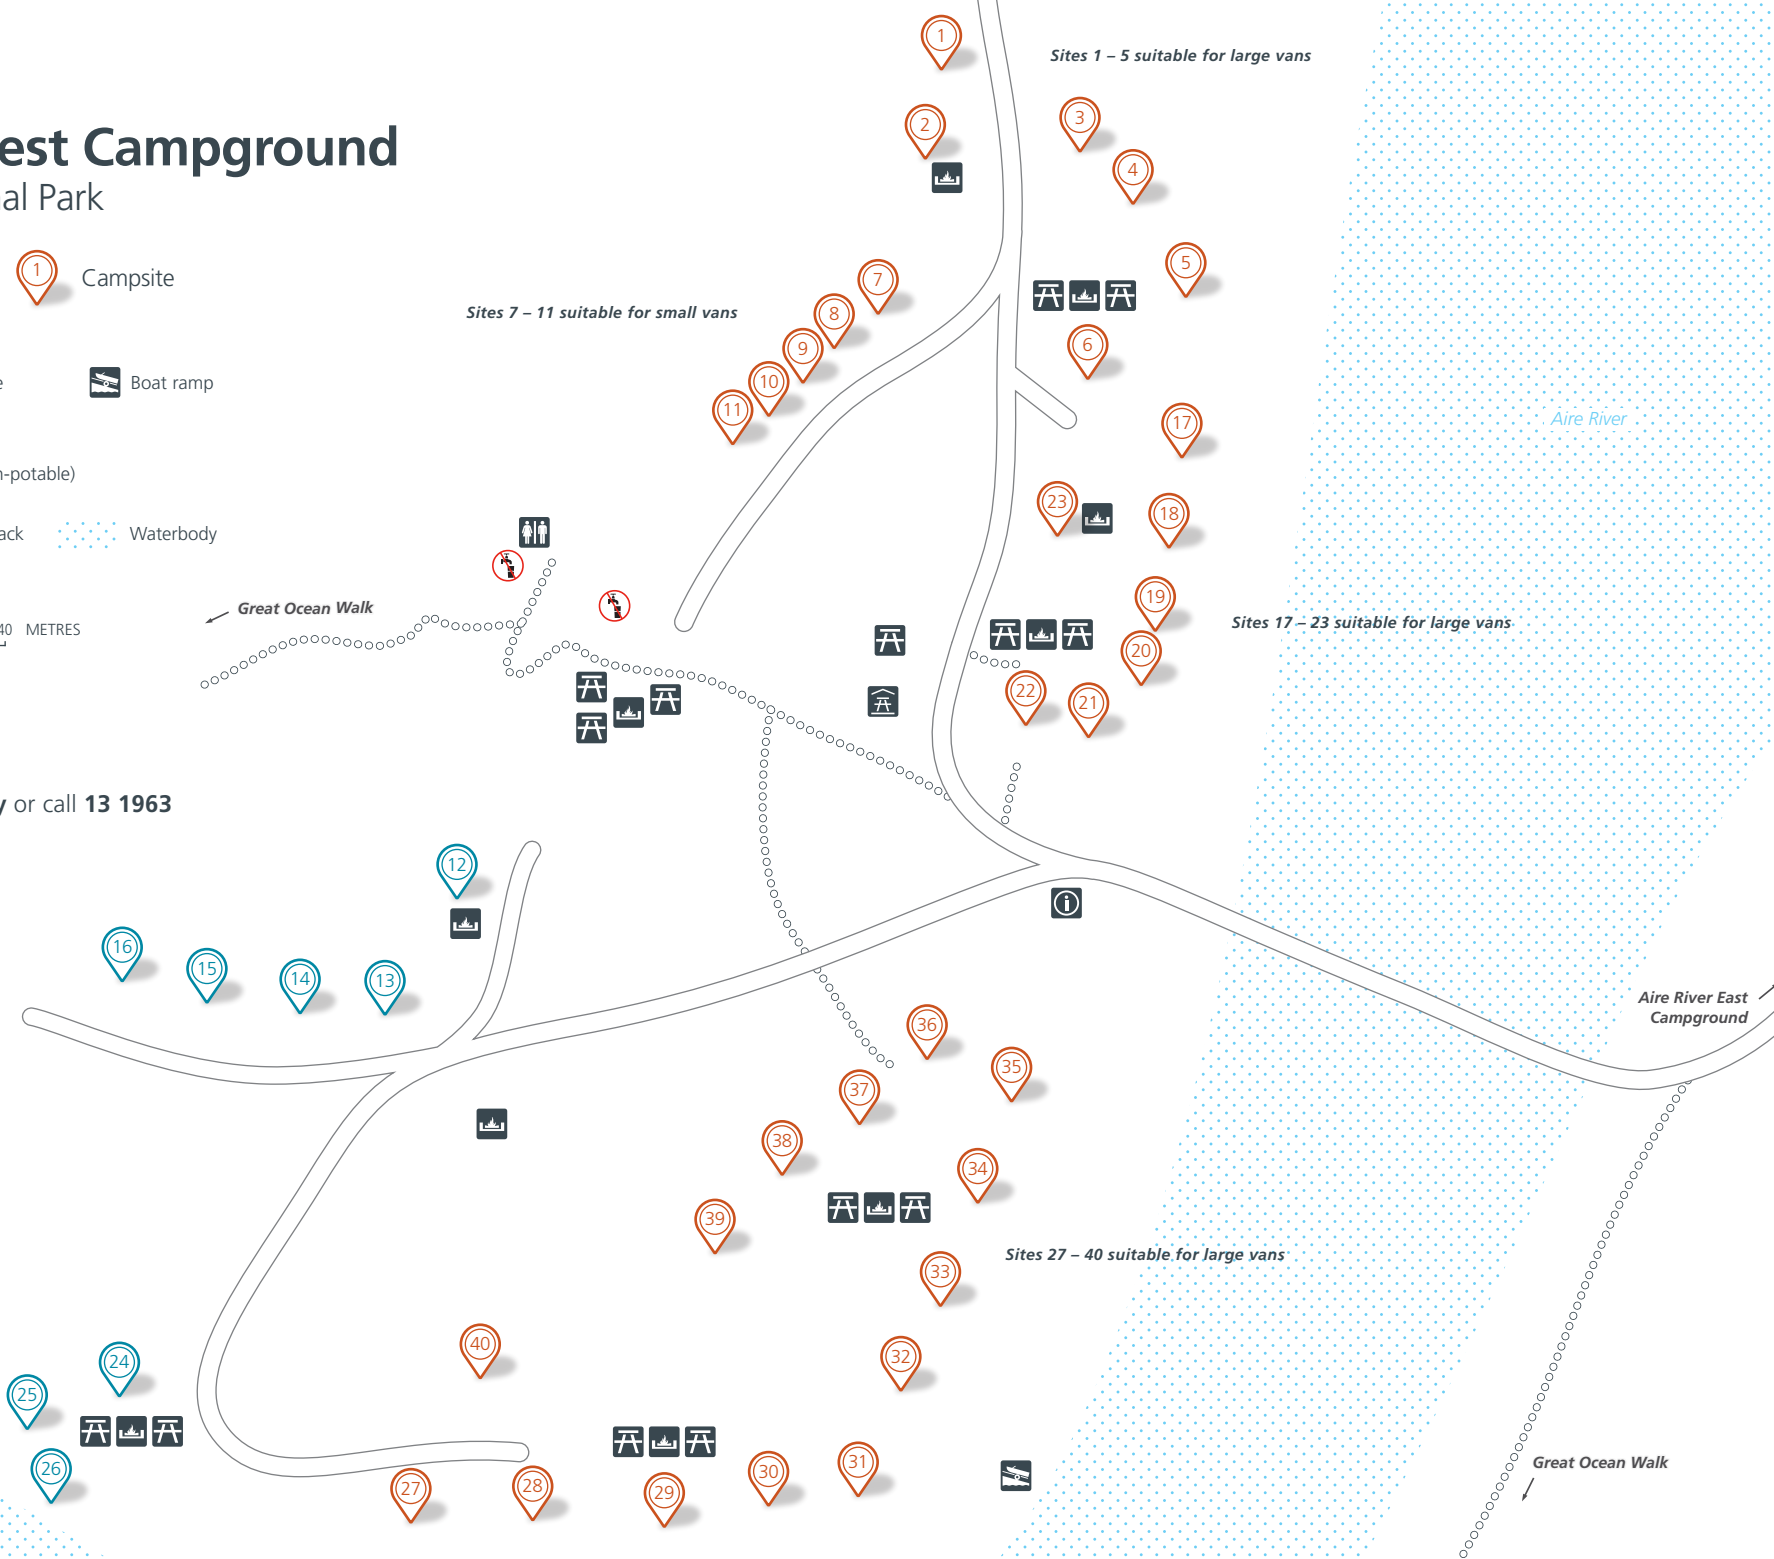 est Campground
al Park
1 Campsite
e
Boat ramp
n-potable)
ack
Waterbody
40 METRES
y or call 13 1963
Sites 1 – 5 suitable for large vans
Sites 7 – 11 suitable for small vans
Great Ocean Walk
Aire River
Sites 17 – 23 suitable for large vans
Aire River East
Campground
Sites 27 – 40 suitable for large vans
Great Ocean Walk
1
2
3
4
5
6
7
8
9
10
11
12
13
14
15
16
17
18
19
20
21
22
23
24
25
26
27
28
29
30
31
32
33
34
35
36
37
38
39
40